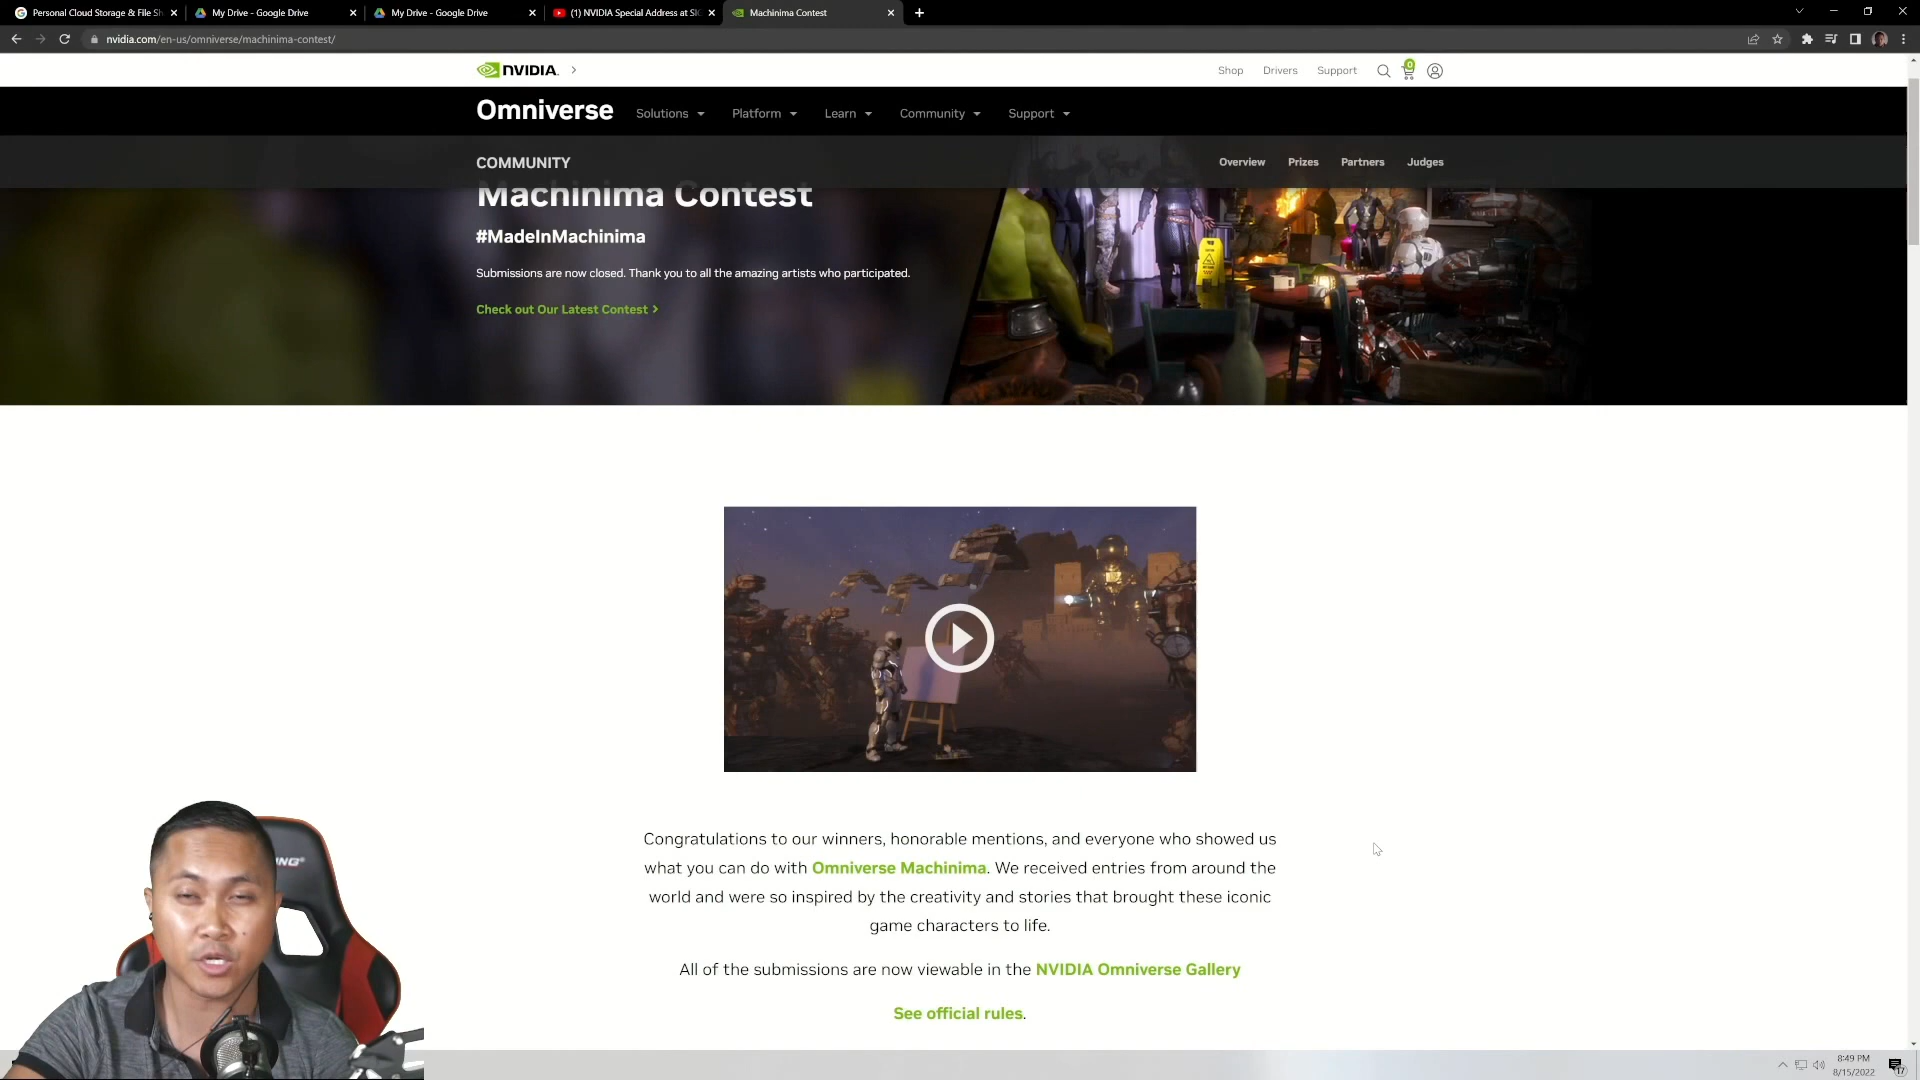 Personal Cloud Storage & File Sh
My Drive - Google Drive
My Drive - Google Drive
(1) NVIDIA Special Address at SIG
Machinima Contest
nvidia.com/en-us/omniverse/machinima-contest/
NVIDIA.
Shop
Drivers
Support
0
Omniverse
Solutions
Platform
Learn
Community
Support
COMMUNITY
Overview
Prizes
Partners
Judges
Machinima Contest
#MadeInMachinima
Submissions are now closed. Thank you to all the amazing artists who participated.
Check out Our Latest Contest
Congratulations to our winners, honorable mentions, and everyone who showed us
what you can do with Omniverse Machinima. We received entries from around the
world and were so inspired by the creativity and stories that brought these iconic
game characters to life.
All of the submissions are now viewable in the NVIDIA Omniverse Gallery
See official rules.
8:49 PM
8/15/2022
17